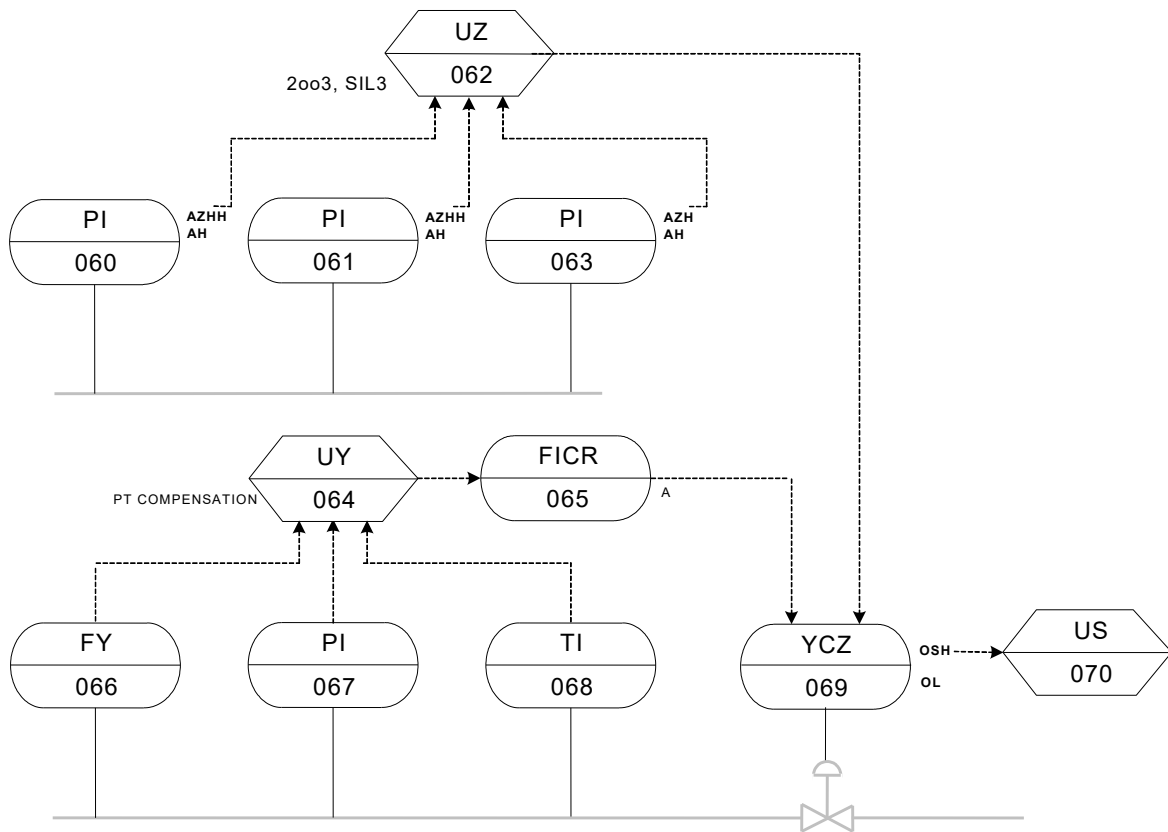 UZ
062
2oo3, SIL3
PI
060
AZHH
AH
PI
061
AZHH
AH
PI
063
AZH
AH
UY
064
PT COMPENSATION
FICR
065
A
FY
066
PI
067
TI
068
YCZ
069
OSH
OL
US
070